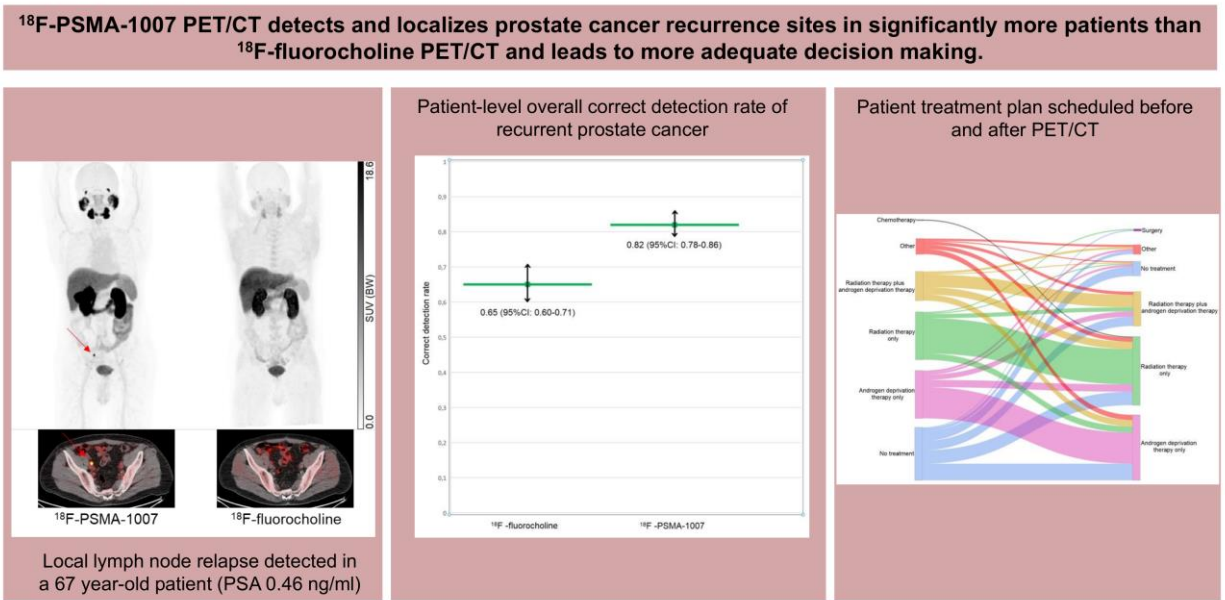 ¹⁸F-PSMA-1007 PET/CT detects and localizes prostate cancer recurrence sites in significantly more patients than
¹⁸F-fluorocholine PET/CT and leads to more adequate decision making.
18.6
SUV (BW)
0.0
¹⁸F-PSMA-1007
¹⁸F-fluorocholine
Local lymph node relapse detected in
a 67 year-old patient (PSA 0.46 ng/ml)
Patient-level overall correct detection rate of
recurrent prostate cancer
Correct detection rate
1
0,9
0,8
0,7
0,6
0,5
0,4
0,3
0,2
0,1
0
0.65 (95%CI: 0.60-0.71)
0.82 (95%CI: 0.78-0.86)
¹⁸F -fluorocholine
¹⁸F -PSMA-1007
Patient treatment plan scheduled before
and after PET/CT
Chemotherapy
Other
Radiation therapy plus
androgen deprivation therapy
Radiation therapy
only
Androgen deprivation
therapy only
No treatment
Surgery
Other
No treatment
Radiation therapy plus
androgen deprivation therapy
Radiation therapy
only
Androgen deprivation
therapy only